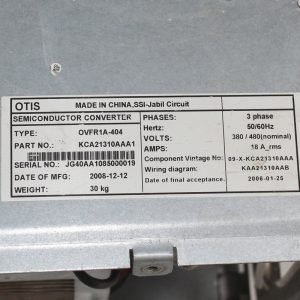 OTIS MADE IN CHINA, SSI-Jabil Circuit
SEMICONDUCTOR CONVERTER
TYPE: OVFR1A-404
PART NO.: KCA21310AAA1
SERIAL NO.: JG40AA1085000019
DATE OF MFG: 2008-12-12
WEIGHT: 30 kg
PHASES: 3 phase
Hertz: 50/60Hz
VOLTS: 380 / 480(nominal)
AMPS: 18 A_rms
Component Vintage No: 09-X-KCA21310AAA
Wiring diagram: KAA21310AAB
Date of final acceptance. 2006-01-25